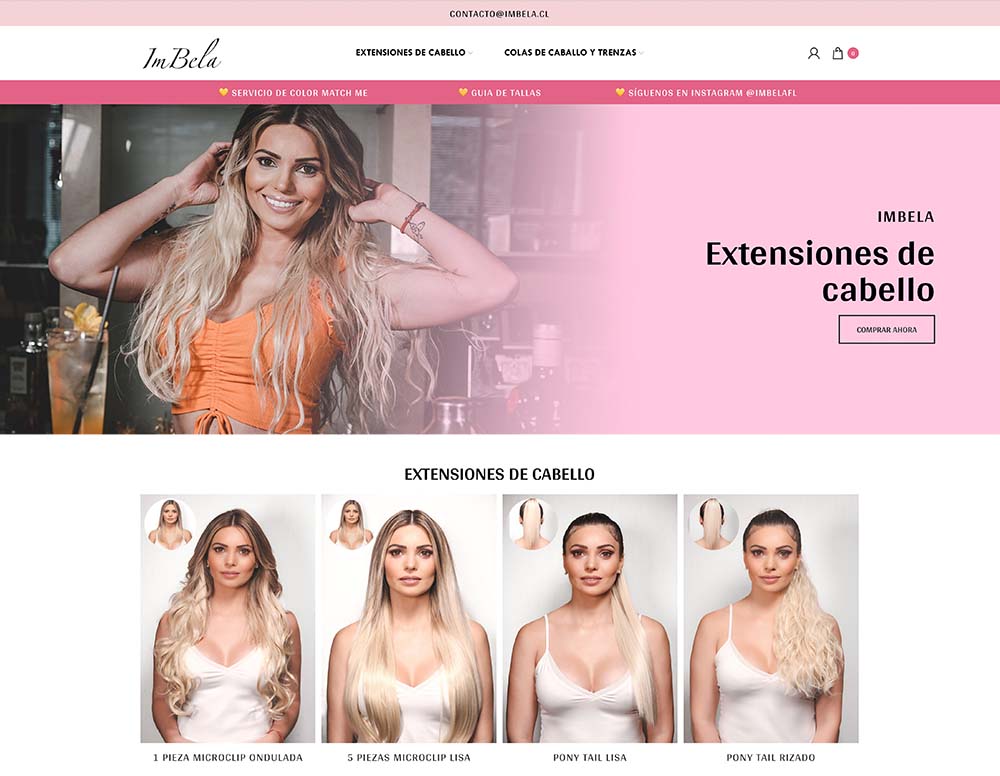 CONTACTO@IMBELA.CL
ImBela
EXTENSIONES DE CABELLO
COLAS DE CABALLO Y TRENZAS
0
💛 SERVICIO DE COLOR MATCH ME
💛 GUIA DE TALLAS
💛 SÍGUENOS EN INSTAGRAM @IMBELAFL
IMBELA
Extensiones de
cabello
COMPRAR AHORA
EXTENSIONES DE CABELLO
1 PIEZA MICROCLIP ONDULADA
5 PIEZAS MICROCLIP LISA
PONY TAIL LISA
PONY TAIL RIZADO